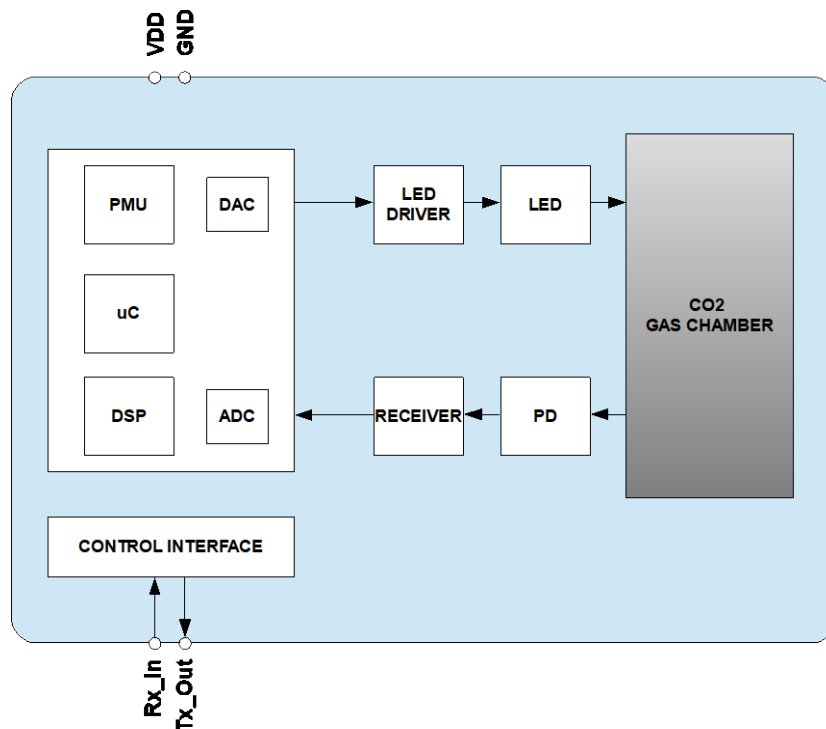 VDD
GND
PMU
DAC
LED
DRIVER
LED
CO2
GAS CHAMBER
uC
DSP
ADC
RECEIVER
PD
CONTROL INTERFACE
Rx_In
Tx_Out